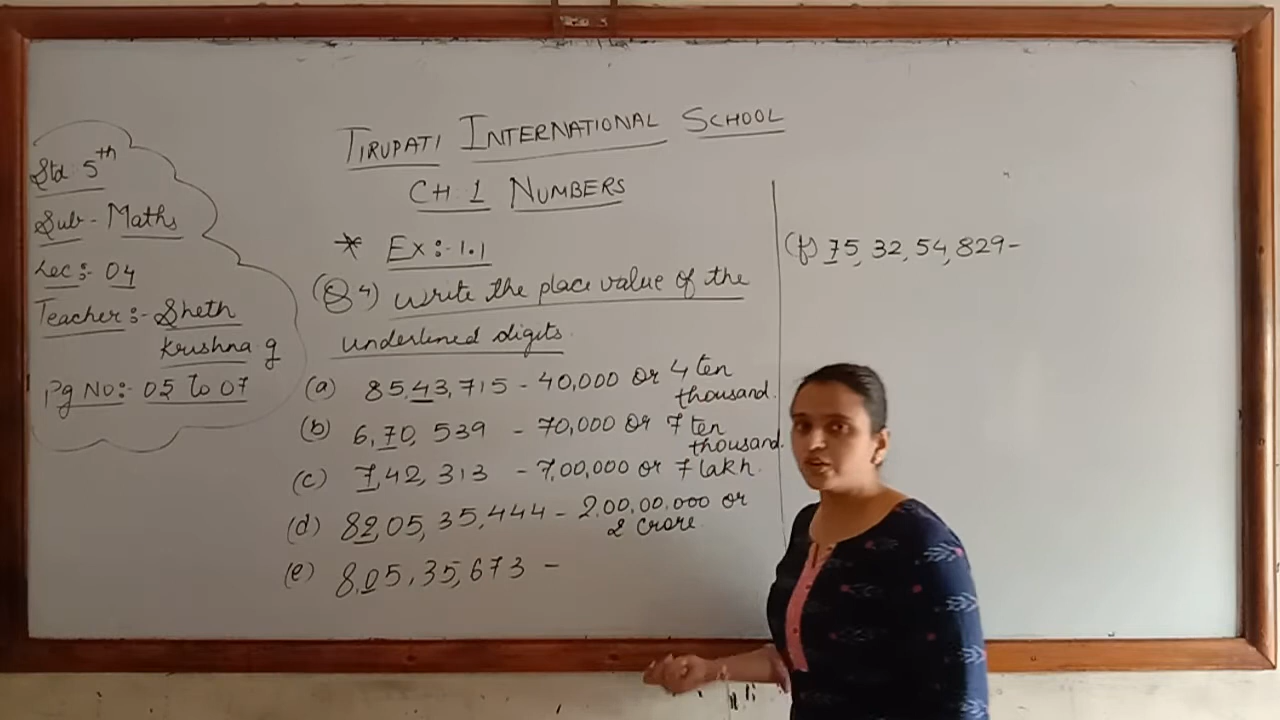 Std: 5th
Sub - Maths
Lec :- 04
Teacher :- Sheth
Krushna g
Pg No:- 05 to 07
TIRUPATI INTERNATIONAL SCHOOL
CH.1 NUMBERS
* Ex:- 1.1
(Q 4) Write the place value of the
underlined digits.
(a) 85,43,715 - 40,000 or 4 ten
thousand.
(b) 6,70,539 - 70,000 or 7 ten
thousand.
(c) 7,42,313 - 7,00,000 or 7 lakh.
(d) 82,05,35,444 - 2,00,00,000 or
2 Crore.
(e) 8,05,35,673 -
(f) 75,32,54,829 -